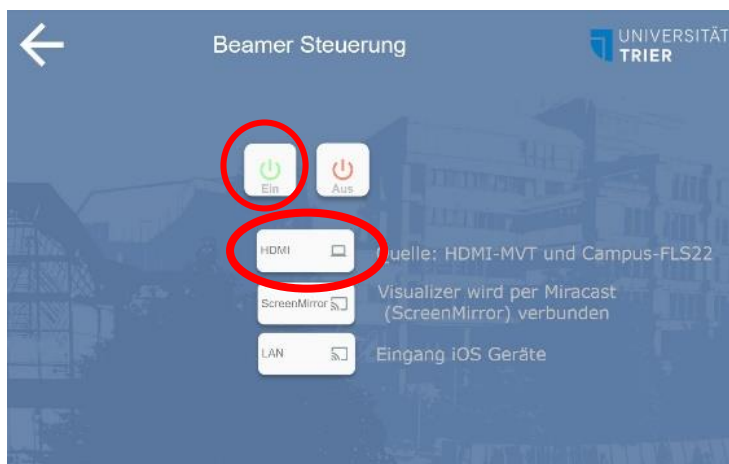 Beamer Steuerung
UNIVERSITÄT
TRIER
Ein
Aus
HDMI
Quelle: HDMI-MVT und Campus-FLS22
ScreenMirror
Visualizer wird per Miracast
(ScreenMirror) verbunden
LAN
Eingang iOS Geräte